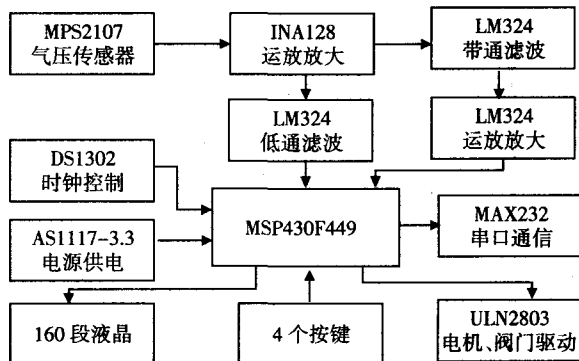 MPS2107
气压传感器
INA128
运放放大
LM324
带通滤波
LM324
低通滤波
LM324
运放放大
DS1302
时钟控制
MSP430F449
AS1117-3.3
电源供电
MAX232
串口通信
160段液晶
4个按键
ULN2803
电机、阀门驱动